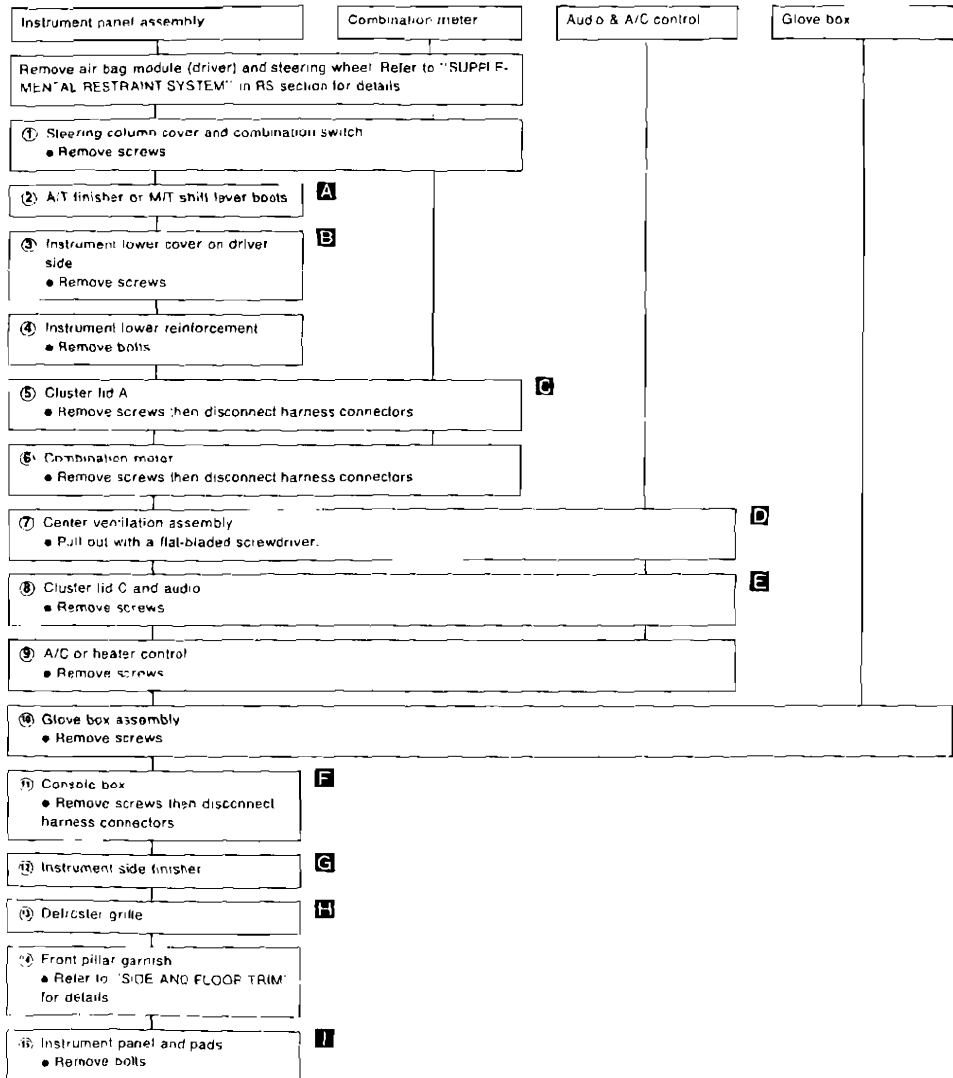 Instrument panel assembly
Combination meter
Audio & A/C control
Glove box
Remove air bag module (driver) and steering wheel. Refer to "SUPPLE-
MENTAL RESTRAINT SYSTEM" in RS section for details
① Steering column cover and combination switch
● Remove screws
② A/T finisher or M/T shift lever boots
A
③ Instrument lower cover on driver
side
● Remove screws
B
④ Instrument lower reinforcement
● Remove bolts
⑤ Cluster lid A
● Remove screws then disconnect harness connectors
C
⑥ Combination motor
● Remove screws then disconnect harness connectors
⑦ Center ventilation assembly
● Pull out with a flat-bladed screwdriver.
D
⑧ Cluster lid C and audio
● Remove screws
E
⑨ A/C or heater control
● Remove screws
⑩ Glove box assembly
● Remove screws
⑪ Console box
● Remove screws then disconnect
harness connectors
F
⑫ Instrument side finisher
G
⑬ Defroster grille
H
⑭ Front pillar garnish
● Refer to "SIDE AND FLOOR TRIM"
for details
⑮ Instrument panel and pads
● Remove bolts
I